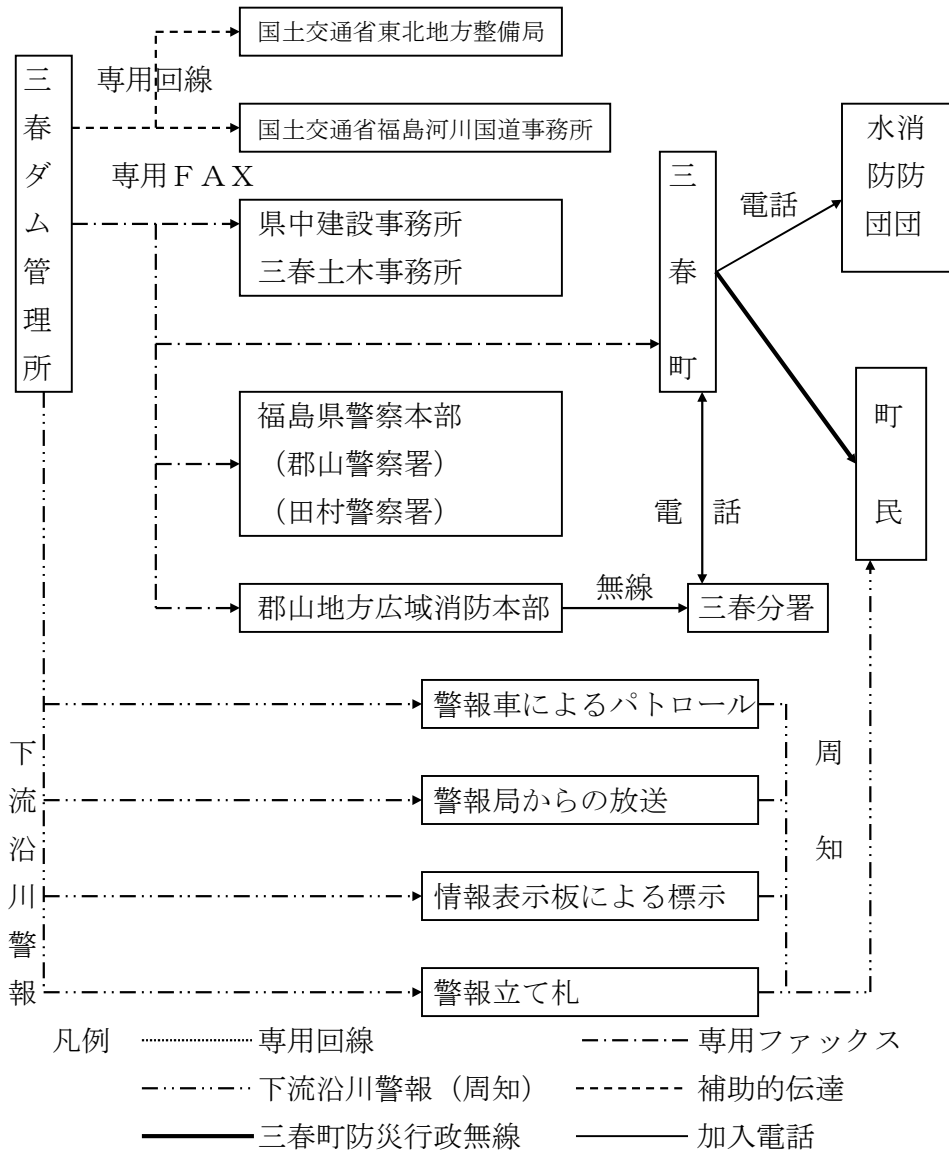 国土交通省東北地方整備局
専用回線
三春ダム管理所
国土交通省福島河川国道事務所
専用ＦＡＸ
県中建設事務所
三春土木事務所
三春町
電話
消防団
水防団
福島県警察本部
（郡山警察署）
（田村警察署）
町民
電話
郡山地方広域消防本部
無線
三春分署
下流沿川警報
警報車によるパトロール
警報局からの放送
情報表示板による標示
警報立て札
周知
凡例
専用回線
専用ファックス
下流沿川警報（周知）
補助的伝達
三春町防災行政無線
加入電話